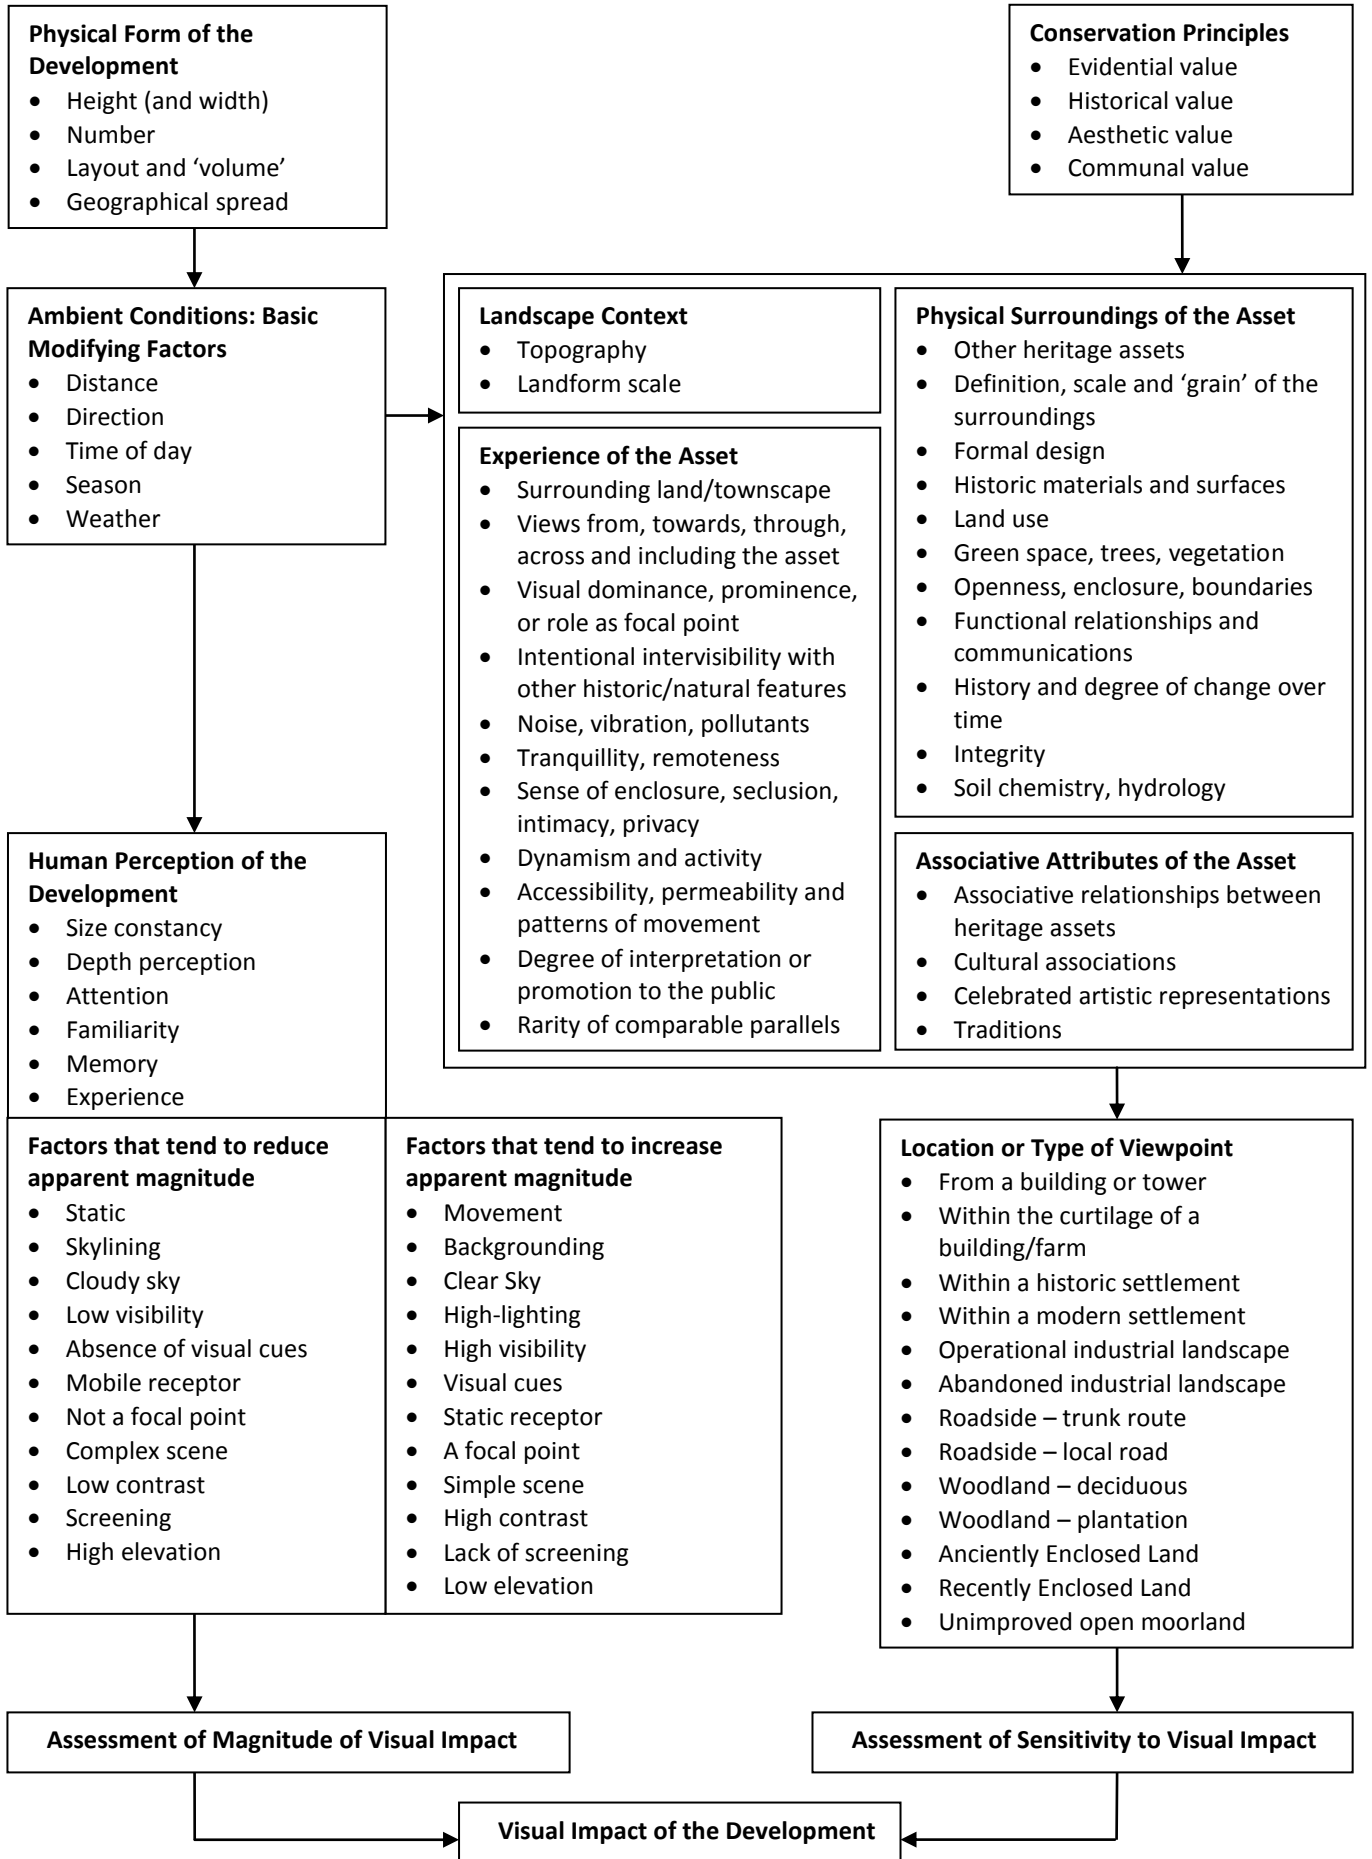 Physical Form of the
Development
• Height (and width)
• Number
• Layout and ‘volume’
• Geographical spread
Conservation Principles
• Evidential value
• Historical value
• Aesthetic value
• Communal value
Ambient Conditions: Basic
Modifying Factors
• Distance
• Direction
• Time of day
• Season
• Weather
Landscape Context
• Topography
• Landform scale
Experience of the Asset
• Surrounding land/townscape
• Views from, towards, through,
across and including the asset
• Visual dominance, prominence,
or role as focal point
• Intentional intervisibility with
other historic/natural features
• Noise, vibration, pollutants
• Tranquillity, remoteness
• Sense of enclosure, seclusion,
intimacy, privacy
• Dynamism and activity
• Accessibility, permeability and
patterns of movement
• Degree of interpretation or
promotion to the public
• Rarity of comparable parallels
Physical Surroundings of the Asset
• Other heritage assets
• Definition, scale and ‘grain’ of the
surroundings
• Formal design
• Historic materials and surfaces
• Land use
• Green space, trees, vegetation
• Openness, enclosure, boundaries
• Functional relationships and
communications
• History and degree of change over
time
• Integrity
• Soil chemistry, hydrology
Associative Attributes of the Asset
• Associative relationships between
heritage assets
• Cultural associations
• Celebrated artistic representations
• Traditions
Human Perception of the
Development
• Size constancy
• Depth perception
• Attention
• Familiarity
• Memory
• Experience
Factors that tend to reduce
apparent magnitude
• Static
• Skylining
• Cloudy sky
• Low visibility
• Absence of visual cues
• Mobile receptor
• Not a focal point
• Complex scene
• Low contrast
• Screening
• High elevation
Factors that tend to increase
apparent magnitude
• Movement
• Backgrounding
• Clear Sky
• High-lighting
• High visibility
• Visual cues
• Static receptor
• A focal point
• Simple scene
• High contrast
• Lack of screening
• Low elevation
Location or Type of Viewpoint
• From a building or tower
• Within the curtilage of a
building/farm
• Within a historic settlement
• Within a modern settlement
• Operational industrial landscape
• Abandoned industrial landscape
• Roadside – trunk route
• Roadside – local road
• Woodland – deciduous
• Woodland – plantation
• Anciently Enclosed Land
• Recently Enclosed Land
• Unimproved open moorland
Assessment of Magnitude of Visual Impact
Assessment of Sensitivity to Visual Impact
Visual Impact of the Development